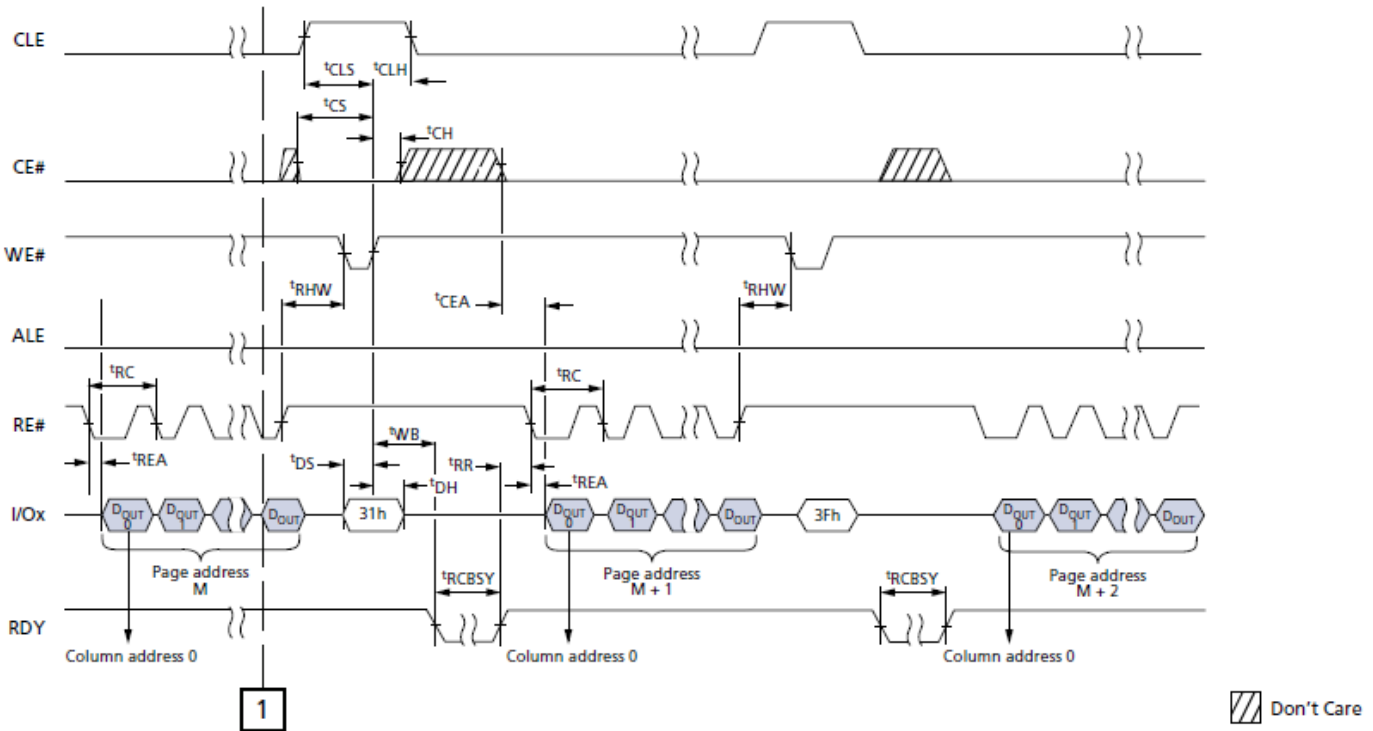 CLE
tCLS tCLH
tCS
tCH
CE#
WE#
tRHW
tCEA
tRHW
ALE
tRC
tRC
RE#
tWB
tREA
tDS
tRR
tDH
tREA
I/Ox
DOUT 0
DOUT 1
DOUT
31h
DOUT 0
DOUT 1
DOUT
3Fh
DOUT 0
DOUT 1
DOUT
Page address
M
tRCBSY
Page address
M + 1
tRCBSY
Page address
M + 2
RDY
Column address 0
Column address 0
Column address 0
1
Don't Care